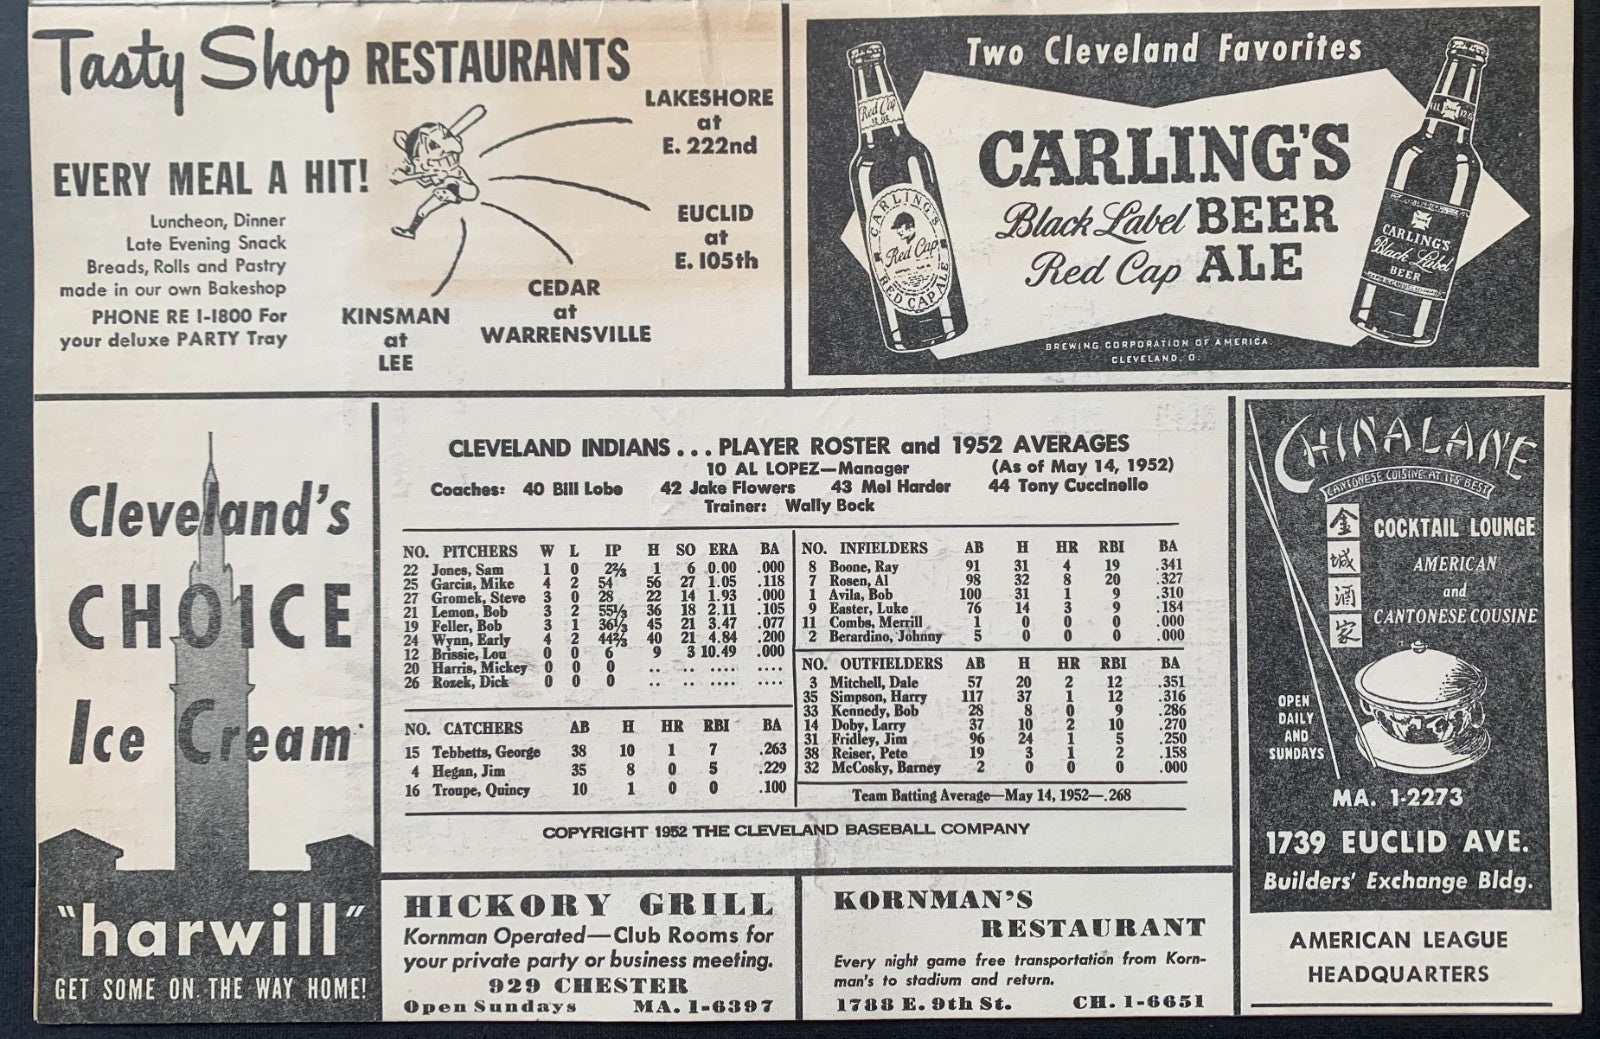 Tasty Shop RESTAURANTS
EVERY MEAL A HIT!
Luncheon, Dinner
Late Evening Snack
Breads, Rolls and Pastry
made in our own Bakeshop
PHONE RE 1-1800 For
your deluxe PARTY Tray
LAKESHORE
at
E. 222nd
EUCLID
at
E. 105th
CEDAR
at
WARRENSVILLE
KINSMAN
at
LEE
Two Cleveland Favorites
CARLING'S
Black Label BEER
Red Cap ALE
BREWING CORPORATION OF AMERICA
CLEVELAND, O.
Red Cap
CARLING'S
Red Cap
RED CAP ALE
CARLING'S
Black Label
BEER
Cleveland's
CHOICE
Ice Cream
"harwill"
GET SOME ON THE WAY HOME!
CLEVELAND INDIANS . . . PLAYER ROSTER and 1952 AVERAGES
10 AL LOPEZ—Manager (As of May 14, 1952)
Coaches: 40 Bill Lobe 42 Jake Flowers 43 Mel Harder 44 Tony Cuccinello
Trainer: Wally Bock
NO. PITCHERS W L IP H SO ERA BA
22 Jones, Sam 1 0 2⅔ 1 6 0.00 .000
25 Garcia, Mike 4 2 54 56 27 1.05 .118
27 Gromek, Steve 3 0 28 22 14 1.93 .000
21 Lemon, Bob 3 2 55⅓ 36 18 2.11 .105
19 Feller, Bob 3 1 36⅓ 45 21 3.47 .077
24 Wynn, Early 4 2 44⅔ 40 21 4.84 .200
12 Brissie, Lou 0 0 6 9 3 10.49 .000
20 Harris, Mickey 0 0 0 .. .. .... ....
26 Rozek, Dick 0 0 0 .. .. .... ....
NO. CATCHERS AB H HR RBI BA
15 Tebbetts, George 38 10 1 7 .263
4 Hegan, Jim 35 8 0 5 .229
16 Troupe, Quincy 10 1 0 0 .100
NO. INFIELDERS AB H HR RBI BA
8 Boone, Ray 91 31 4 19 .341
7 Rosen, Al 98 32 8 20 .327
1 Avila, Bob 100 31 1 9 .310
9 Easter, Luke 76 14 3 9 .184
11 Combs, Merrill 1 0 0 0 .000
2 Berardino, Johnny 5 0 0 0 .000
NO. OUTFIELDERS AB H HR RBI BA
3 Mitchell, Dale 57 20 2 12 .351
35 Simpson, Harry 117 37 1 12 .316
33 Kennedy, Bob 28 8 0 9 .286
14 Doby, Larry 37 10 2 10 .270
31 Fridley, Jim 96 24 1 5 .250
38 Reiser, Pete 19 3 1 2 .158
32 McCosky, Barney 2 0 0 0 .000
Team Batting Average—May 14, 1952—.268
COPYRIGHT 1952 THE CLEVELAND BASEBALL COMPANY
HICKORY GRILL
Kornman Operated—Club Rooms for
your private party or business meeting.
929 CHESTER
Open Sundays MA. 1-6397
KORNMAN'S
RESTAURANT
Every night game free transportation from Korn-
man's to stadium and return.
1788 E. 9th St. CH. 1-6651
CHINA LANE
CANTONESE CUISINE AT ITS BEST
金
城
酒
家
COCKTAIL LOUNGE
AMERICAN
and
CANTONESE COUSINE
OPEN
DAILY
AND
SUNDAYS
MA. 1-2273
1739 EUCLID AVE.
Builders' Exchange Bldg.
AMERICAN LEAGUE
HEADQUARTERS